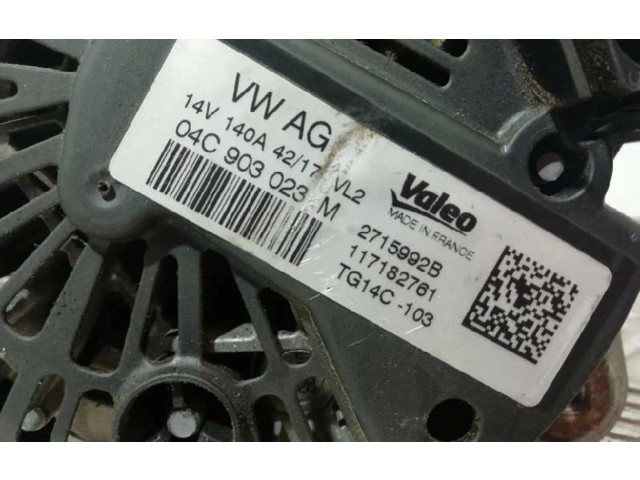 VW AG
14V 140A 42/17 VL2
04C 903 023 M
Valeo
MADE IN FRANCE
2715992B
117182761
TG14C -103